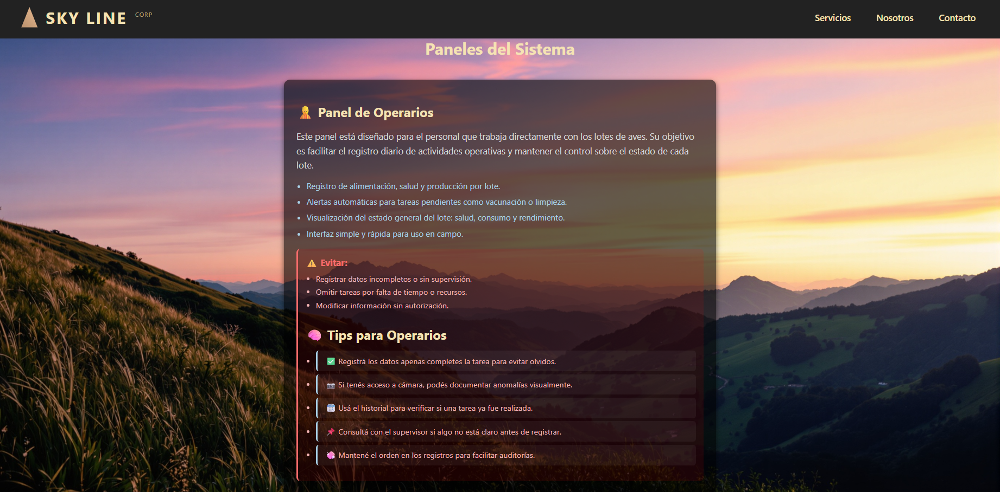 SKY LINE CORP
Servicios Nosotros Contacto
Paneles del Sistema
Panel de Operarios
Este panel está diseñado para el personal que trabaja directamente con los lotes de aves. Su objetivo
es facilitar el registro diario de actividades operativas y mantener el control sobre el estado de cada
lote.
• Registro de alimentación, salud y producción por lote.
• Alertas automáticas para tareas pendientes como vacunación o limpieza.
• Visualización del estado general del lote: salud, consumo y rendimiento.
• Interfaz simple y rápida para uso en campo.
⚠️ Evitar:
• Registrar datos incompletos o sin supervisión.
• Omitir tareas por falta de tiempo o recursos.
• Modificar información sin autorización.
🧠 Tips para Operarios
• ✅ Registrá los datos apenas completes la tarea para evitar olvidos.
• 📷 Si tenés acceso a cámara, podés documentar anomalías visualmente.
• 🗓️ Usá el historial para verificar si una tarea ya fue realizada.
• 📌 Consultá con el supervisor si algo no está claro antes de registrar.
• 🧼 Mantené el orden en los registros para facilitar auditorías.